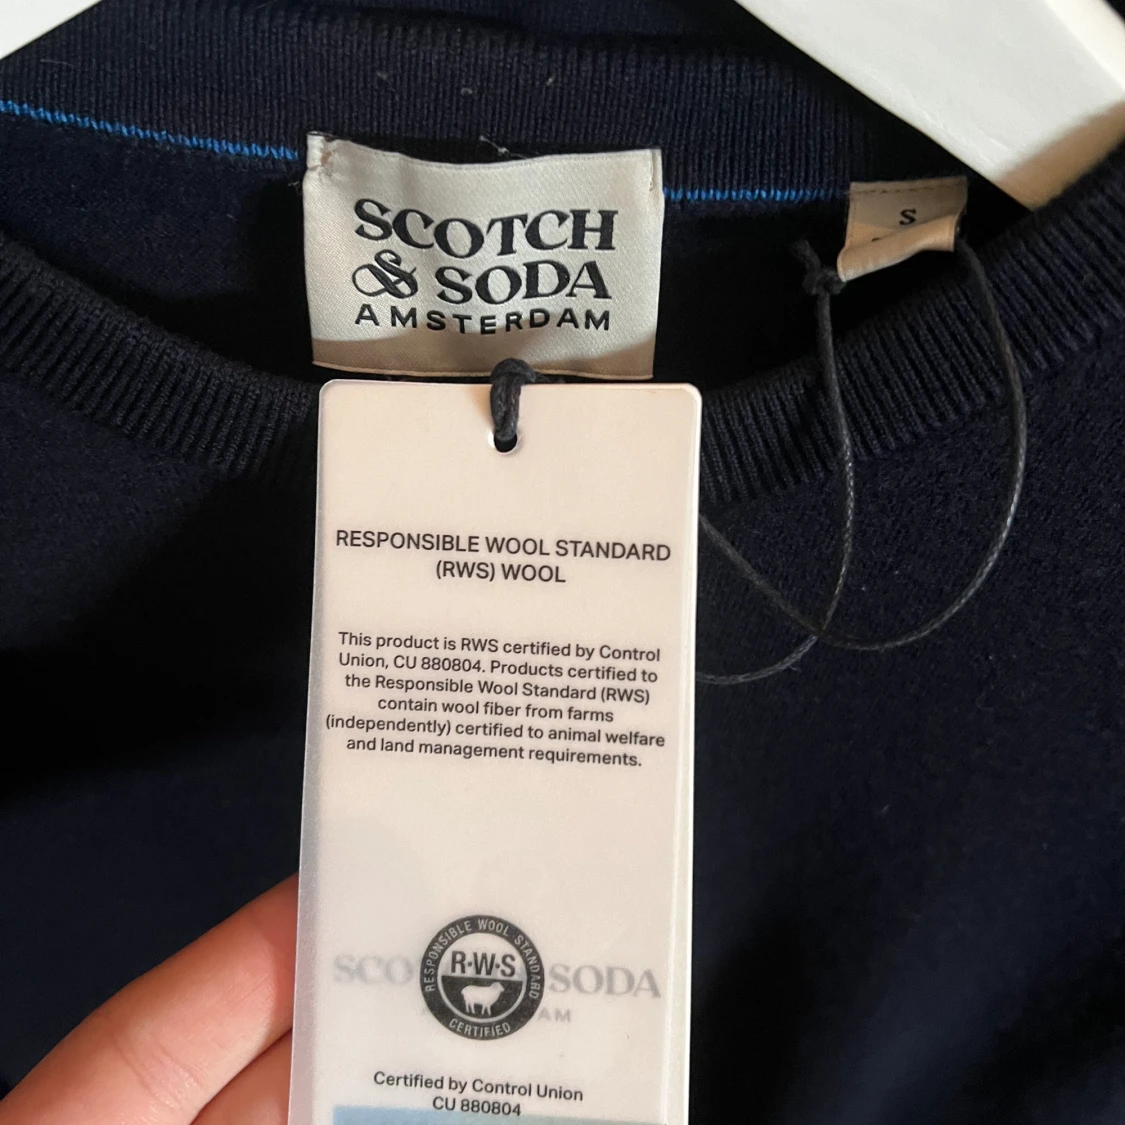 SCOTCH
& SODA
AMSTERDAM
S
RESPONSIBLE WOOL STANDARD
(RWS) WOOL
This product is RWS certified by Control
Union, CU 880804. Products certified to
the Responsible Wool Standard (RWS)
contain wool fiber from farms
(independently) certified to animal welfare
and land management requirements.
RESPONSIBLE WOOL STANDARD
R·W·S
CERTIFIED
SODA
Certified by Control Union
CU 880804